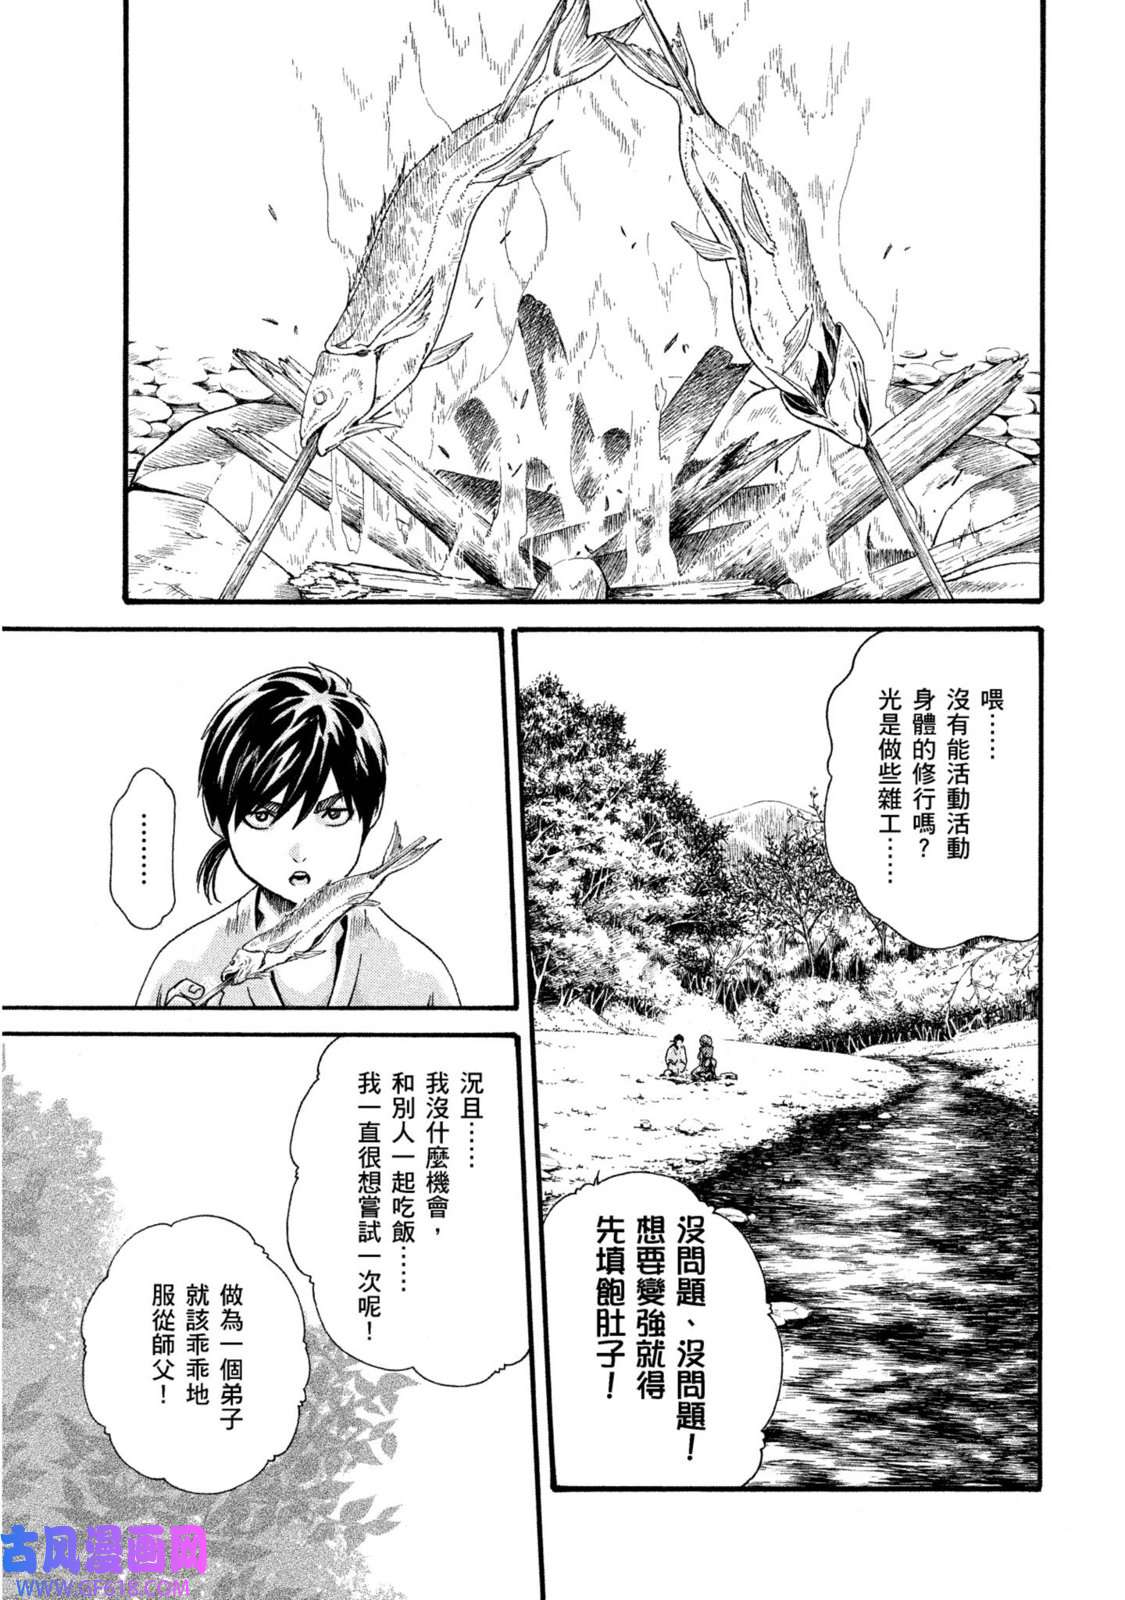 喂……
沒有能活動活動
身體的修行嗎？
光是做些雜工……
沒問題、沒問題！
想要變強就得
先填飽肚子！
………
況且……
我沒什麼機會，
和別人一起吃飯……
我一直很想嘗試一次呢！
做為一個弟子
就該乖乖地
服從師父！
古风漫画网
WWW.GF618.COM